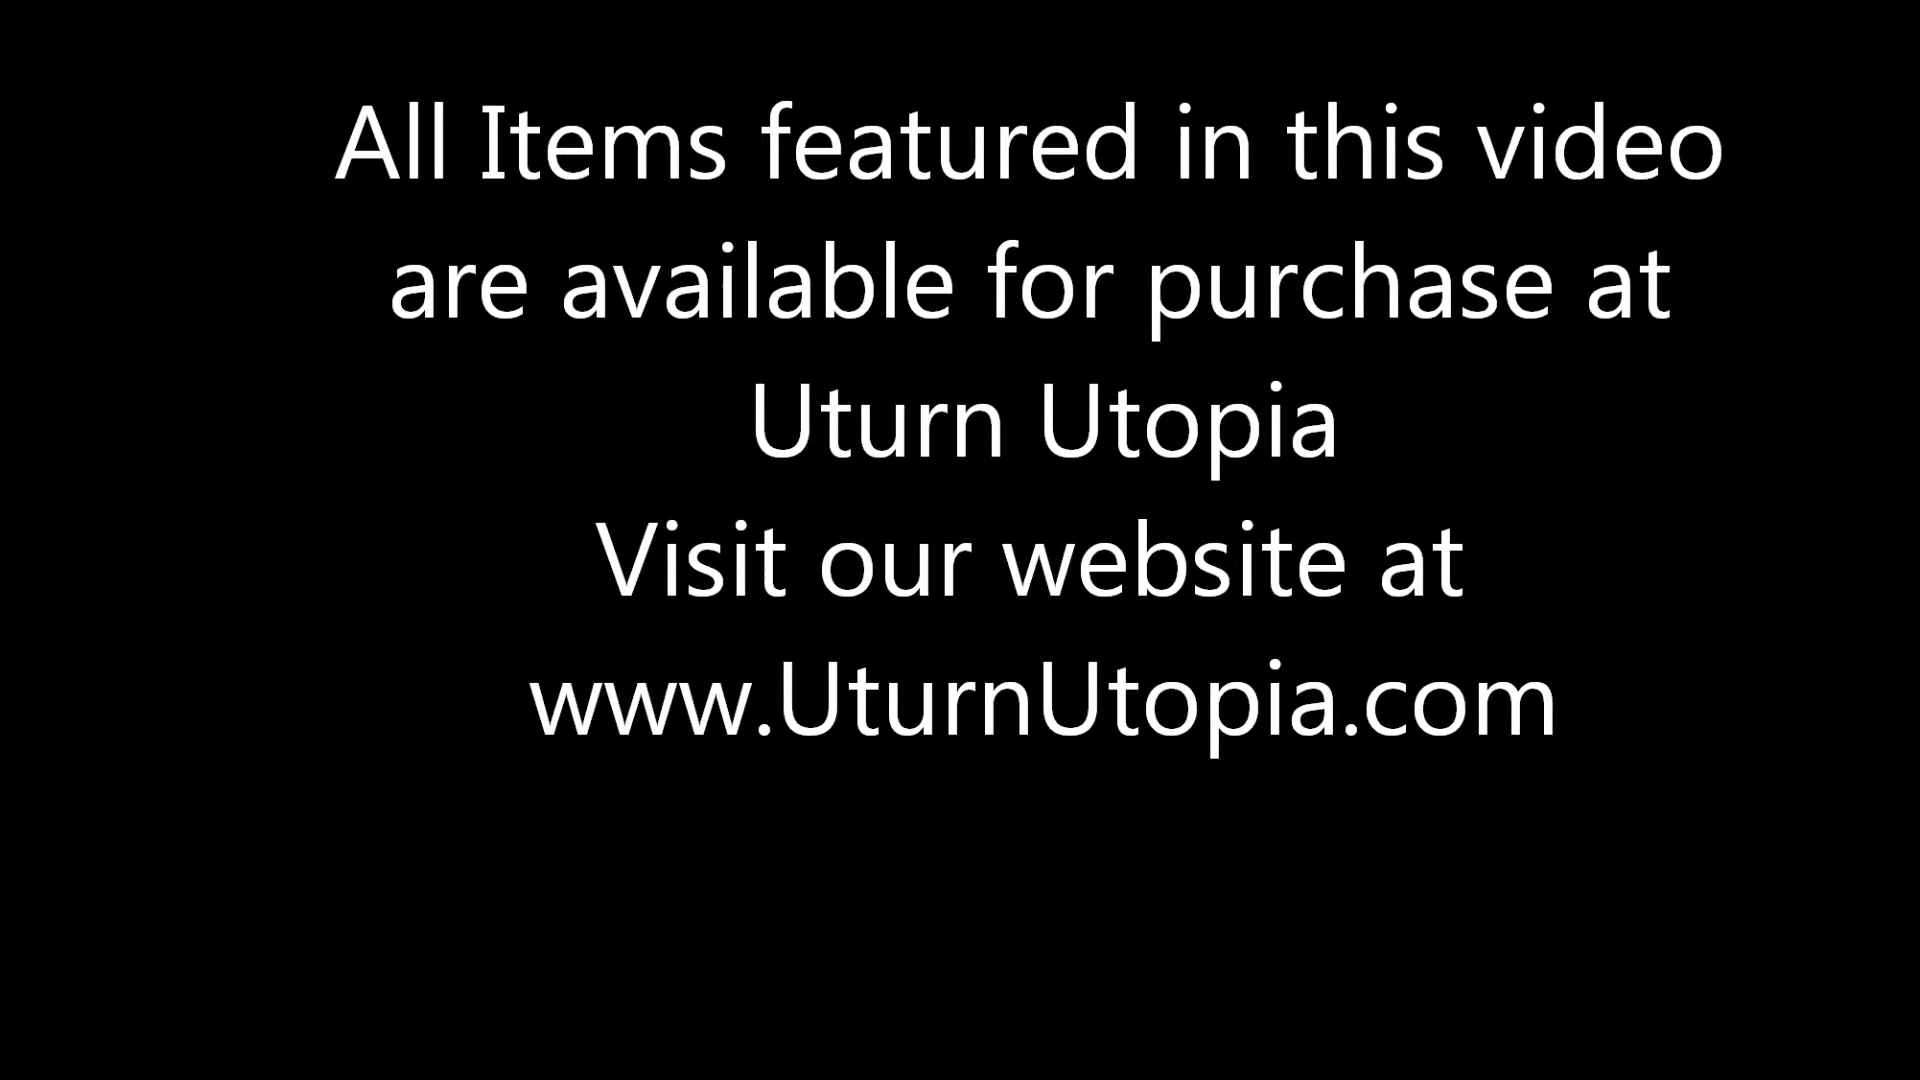 All Items featured in this video
are available for purchase at
Uturn Utopia
Visit our website at
www.UturnUtopia.com